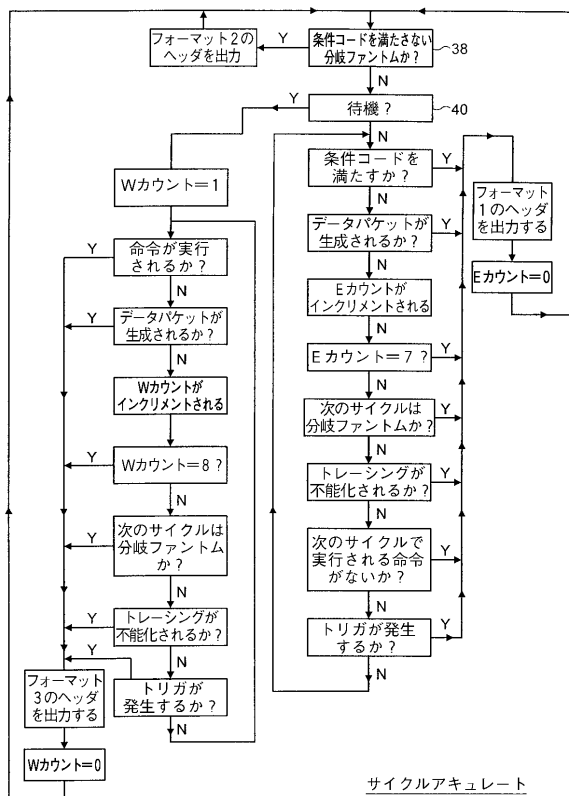 フォーマット2の
ヘッダを出力
Y
条件コードを満たさない
分岐ファントムか?
38
N
Y
待機?
40
N
Wカウント=1
条件コードを
満たすか?
Y
N
データパケットが
生成されるか?
Y
N
Eカウントが
インクリメントされる
N
Eカウント=7?
Y
N
次のサイクルは
分岐ファントムか?
Y
N
トレーシングが
不能化されるか?
Y
N
次のサイクルで
実行される命令
がないか?
Y
N
トリガが発生
するか?
Y
N
フォーマット
1のヘッダ
を出力する
Eカウント=0
Y
命令が実行
されるか?
N
Y
データパケットが
生成されるか?
N
Wカウントが
インクリメントされる
Y
Wカウント=8?
N
Y
次のサイクルは
分岐ファントム
か?
N
Y
トレーシングが
不能化されるか?
N
Y
トリガが
発生するか?
N
フォーマット
3のヘッダ
を出力する
Wカウント=0
サイクルアキュレート